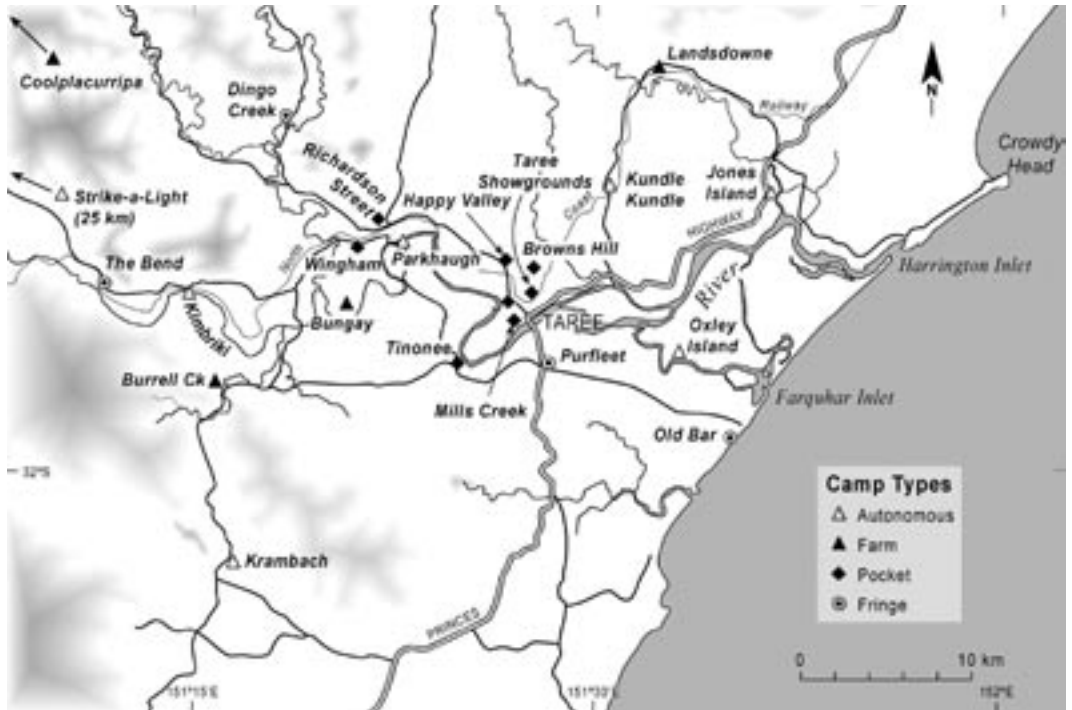 Landsdowne
Coolplacurripa
Dingo
Creek
N
Railway
Crowdy
Head
Richardson
Streer
Taree
Showgrounds
Happy Valley
Kundle
Kundle
Jones
Island
Strike-a-Light
(25 km)
Coast
HIGHWAY
North
Browns Hill
The Bend
Wingham
Parkhaugh
River
Harrington Inlet
Kimbriki
Bungay
TAREE
Oxley
Island
Tinonee
Purfleet
Burrell Ck
Mills Creek
Farquhar Inlet
Old Bar
32°S
Camp Types
Autonomous
Farm
Pocket
Fringe
Krambach
PRINCES
0 10 km
151°15' E
151°30' E
152°E